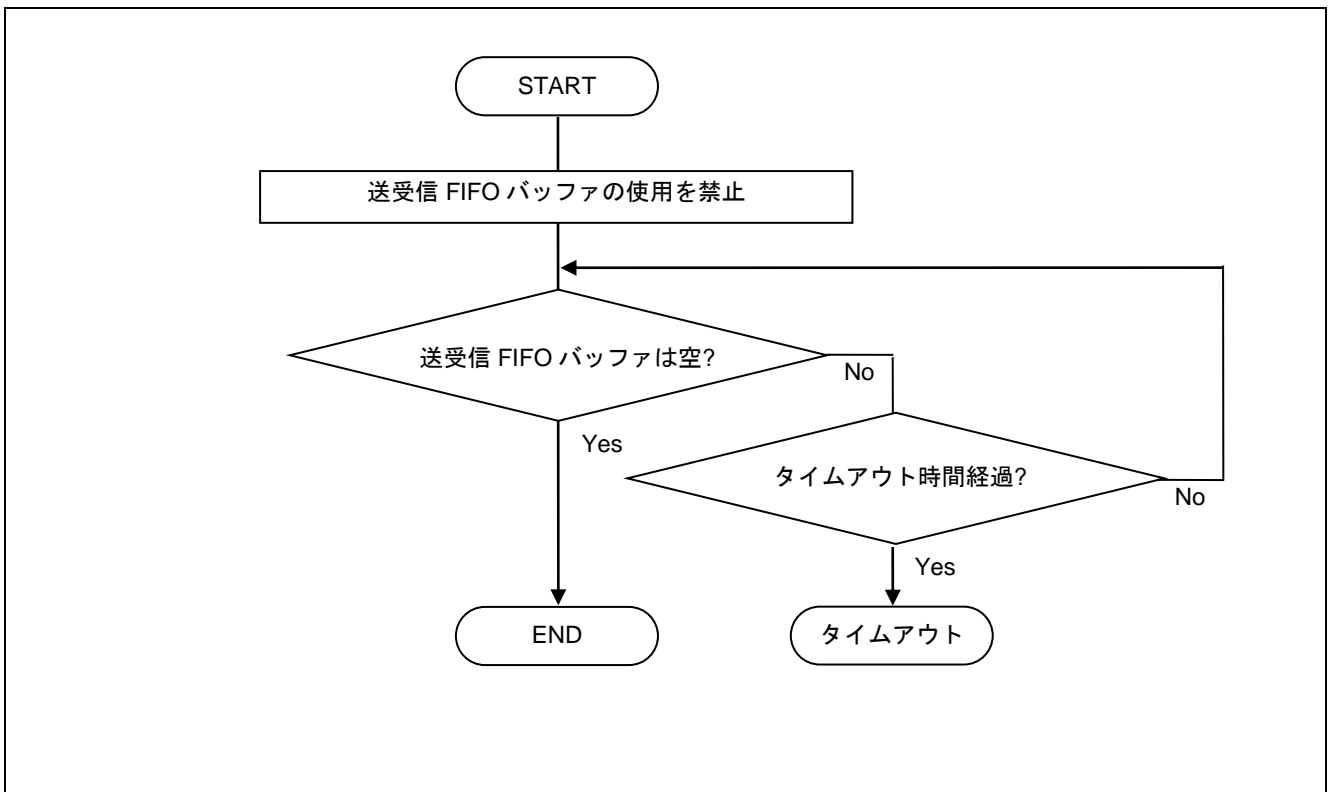 START
送受信 FIFO バッファの使用を禁止
送受信 FIFO バッファは空?
No
Yes
タイムアウト時間経過?
No
Yes
END
タイムアウト